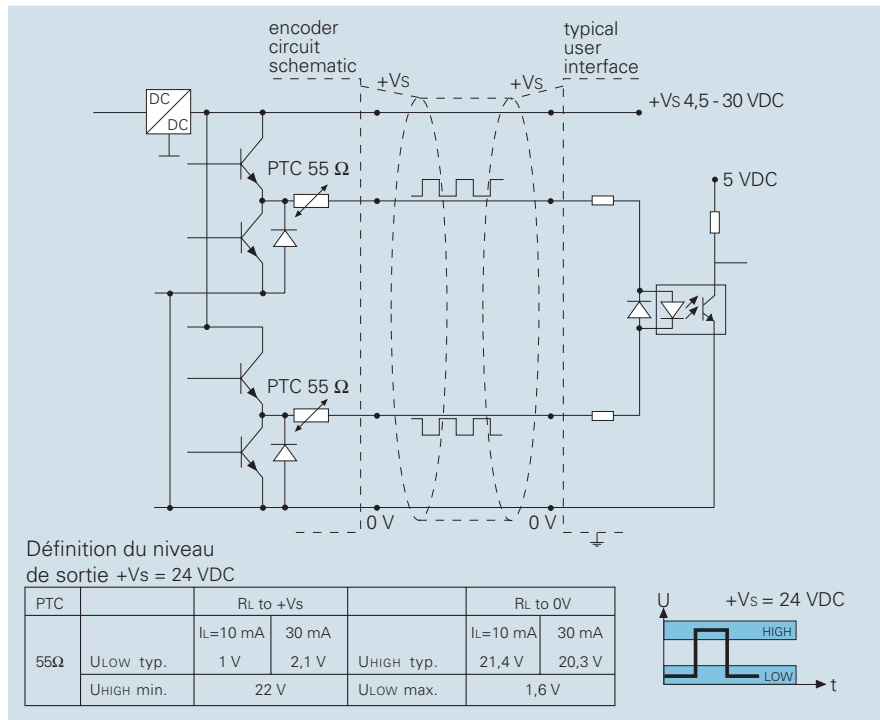 encoder
circuit
schematic
typical
user
interface
+Vs
+Vs
+Vs 4,5 - 30 VDC
DC
DC
PTC 55 Ω
5 VDC
PTC 55 Ω
0 V
0 V
Définition du niveau
de sortie +Vs = 24 VDC
PTC RL to +Vs RL to 0V
IL=10 mA 30 mA IL=10 mA 30 mA
55Ω ULOW typ. 1 V 2,1 V UHIGH typ. 21,4 V 20,3 V
UHIGH min. 22 V ULOW max. 1,6 V
U +Vs = 24 VDC
HIGH
LOW
t